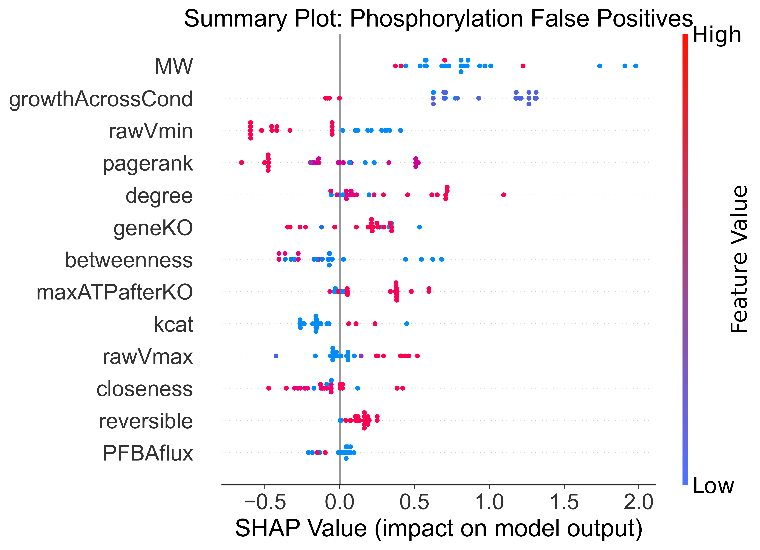 Summary Plot: Phosphorylation False Positives
High
MW
growthAcrossCond
rawVmin
pagerank
degree
geneKO
betweenness
maxATPafterKO
kcat
rawVmax
closeness
reversible
PFBAflux
Feature Value
Low
−0.5 0.0 0.5 1.0 1.5 2.0
SHAP Value (impact on model output)